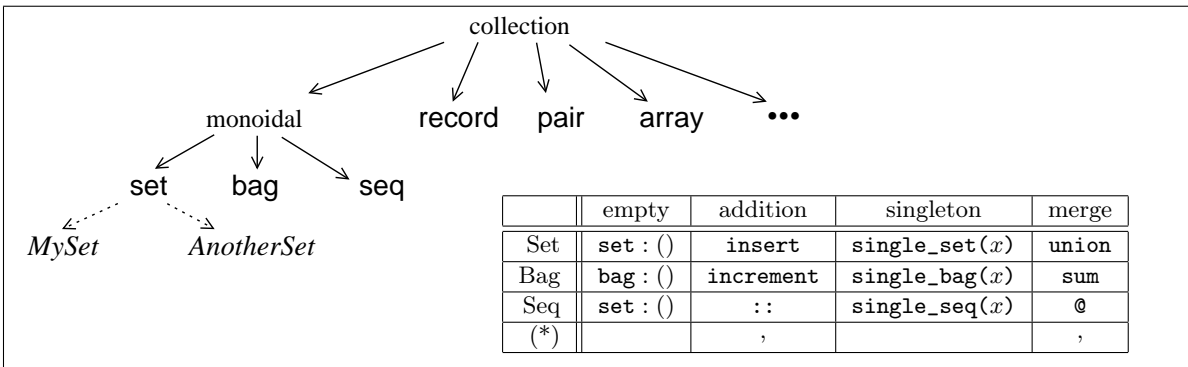 collection
monoidal record pair array •••
set bag seq
MySet AnotherSet
empty addition singleton merge
Set set : () insert single_set(x) union
Bag bag : () increment single_bag(x) sum
Seq set : () :: single_seq(x) @
(*) , ,